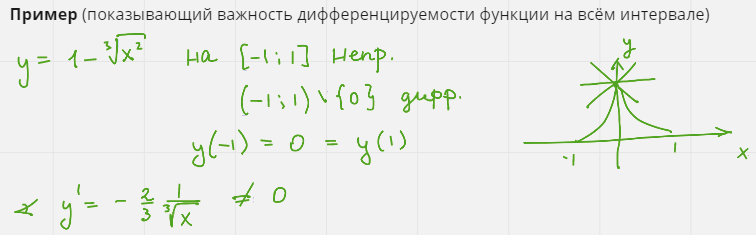 Пример (показывающий важность дифференцируемости функции на всём интервале)
y = 1 - ∛x² на [-1; 1] непр.
(-1; 1) \ {0} дифф.
y(-1) = 0 = y(1)
y' = - 2/3 1/∛x ≠ 0
y
x
-1
1